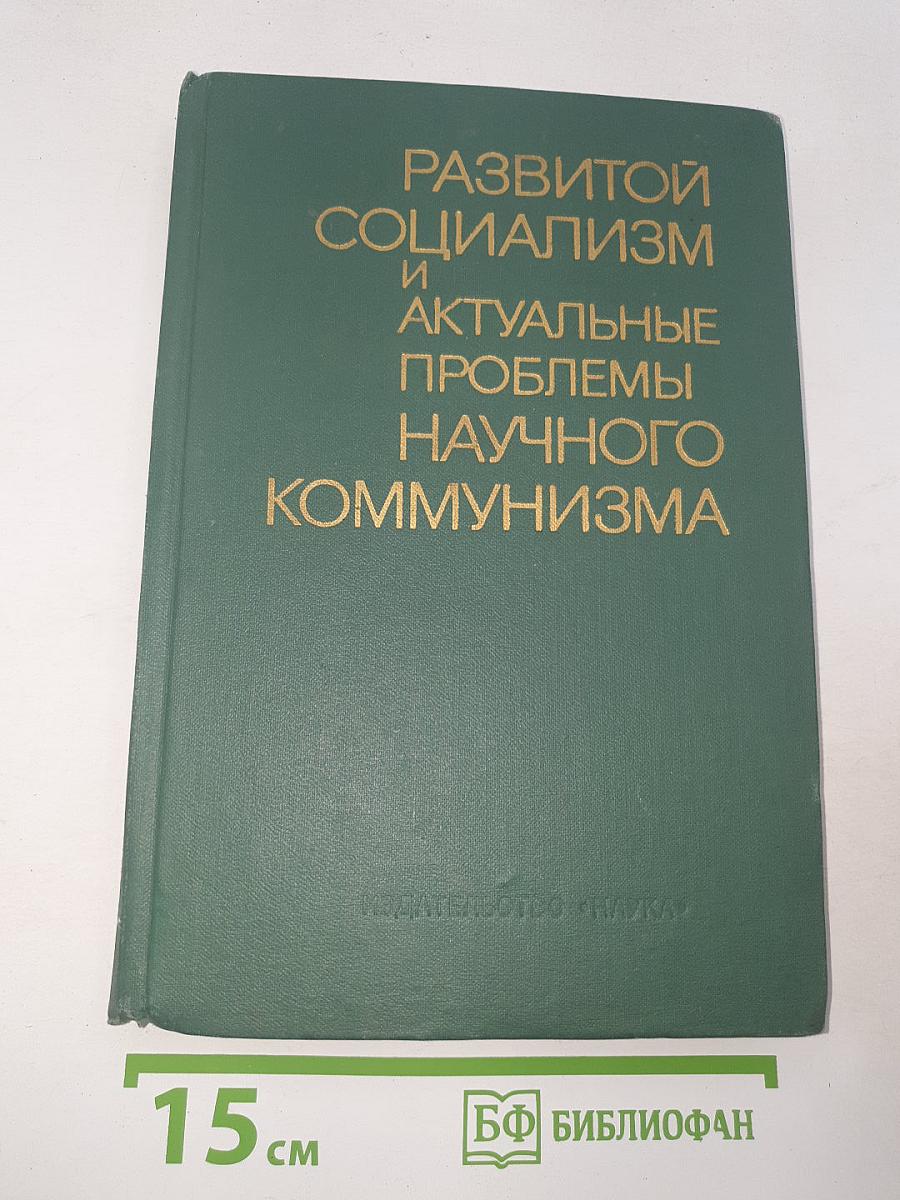 РАЗВИТОЙ
СОЦИАЛИЗМ
И
АКТУАЛЬНЫЕ
ПРОБЛЕМЫ
НАУЧНОГО
КОММУНИЗМА
ИЗДАТЕЛЬСТВО «НАУКА»
15 см
БФ БИБЛИОФАН